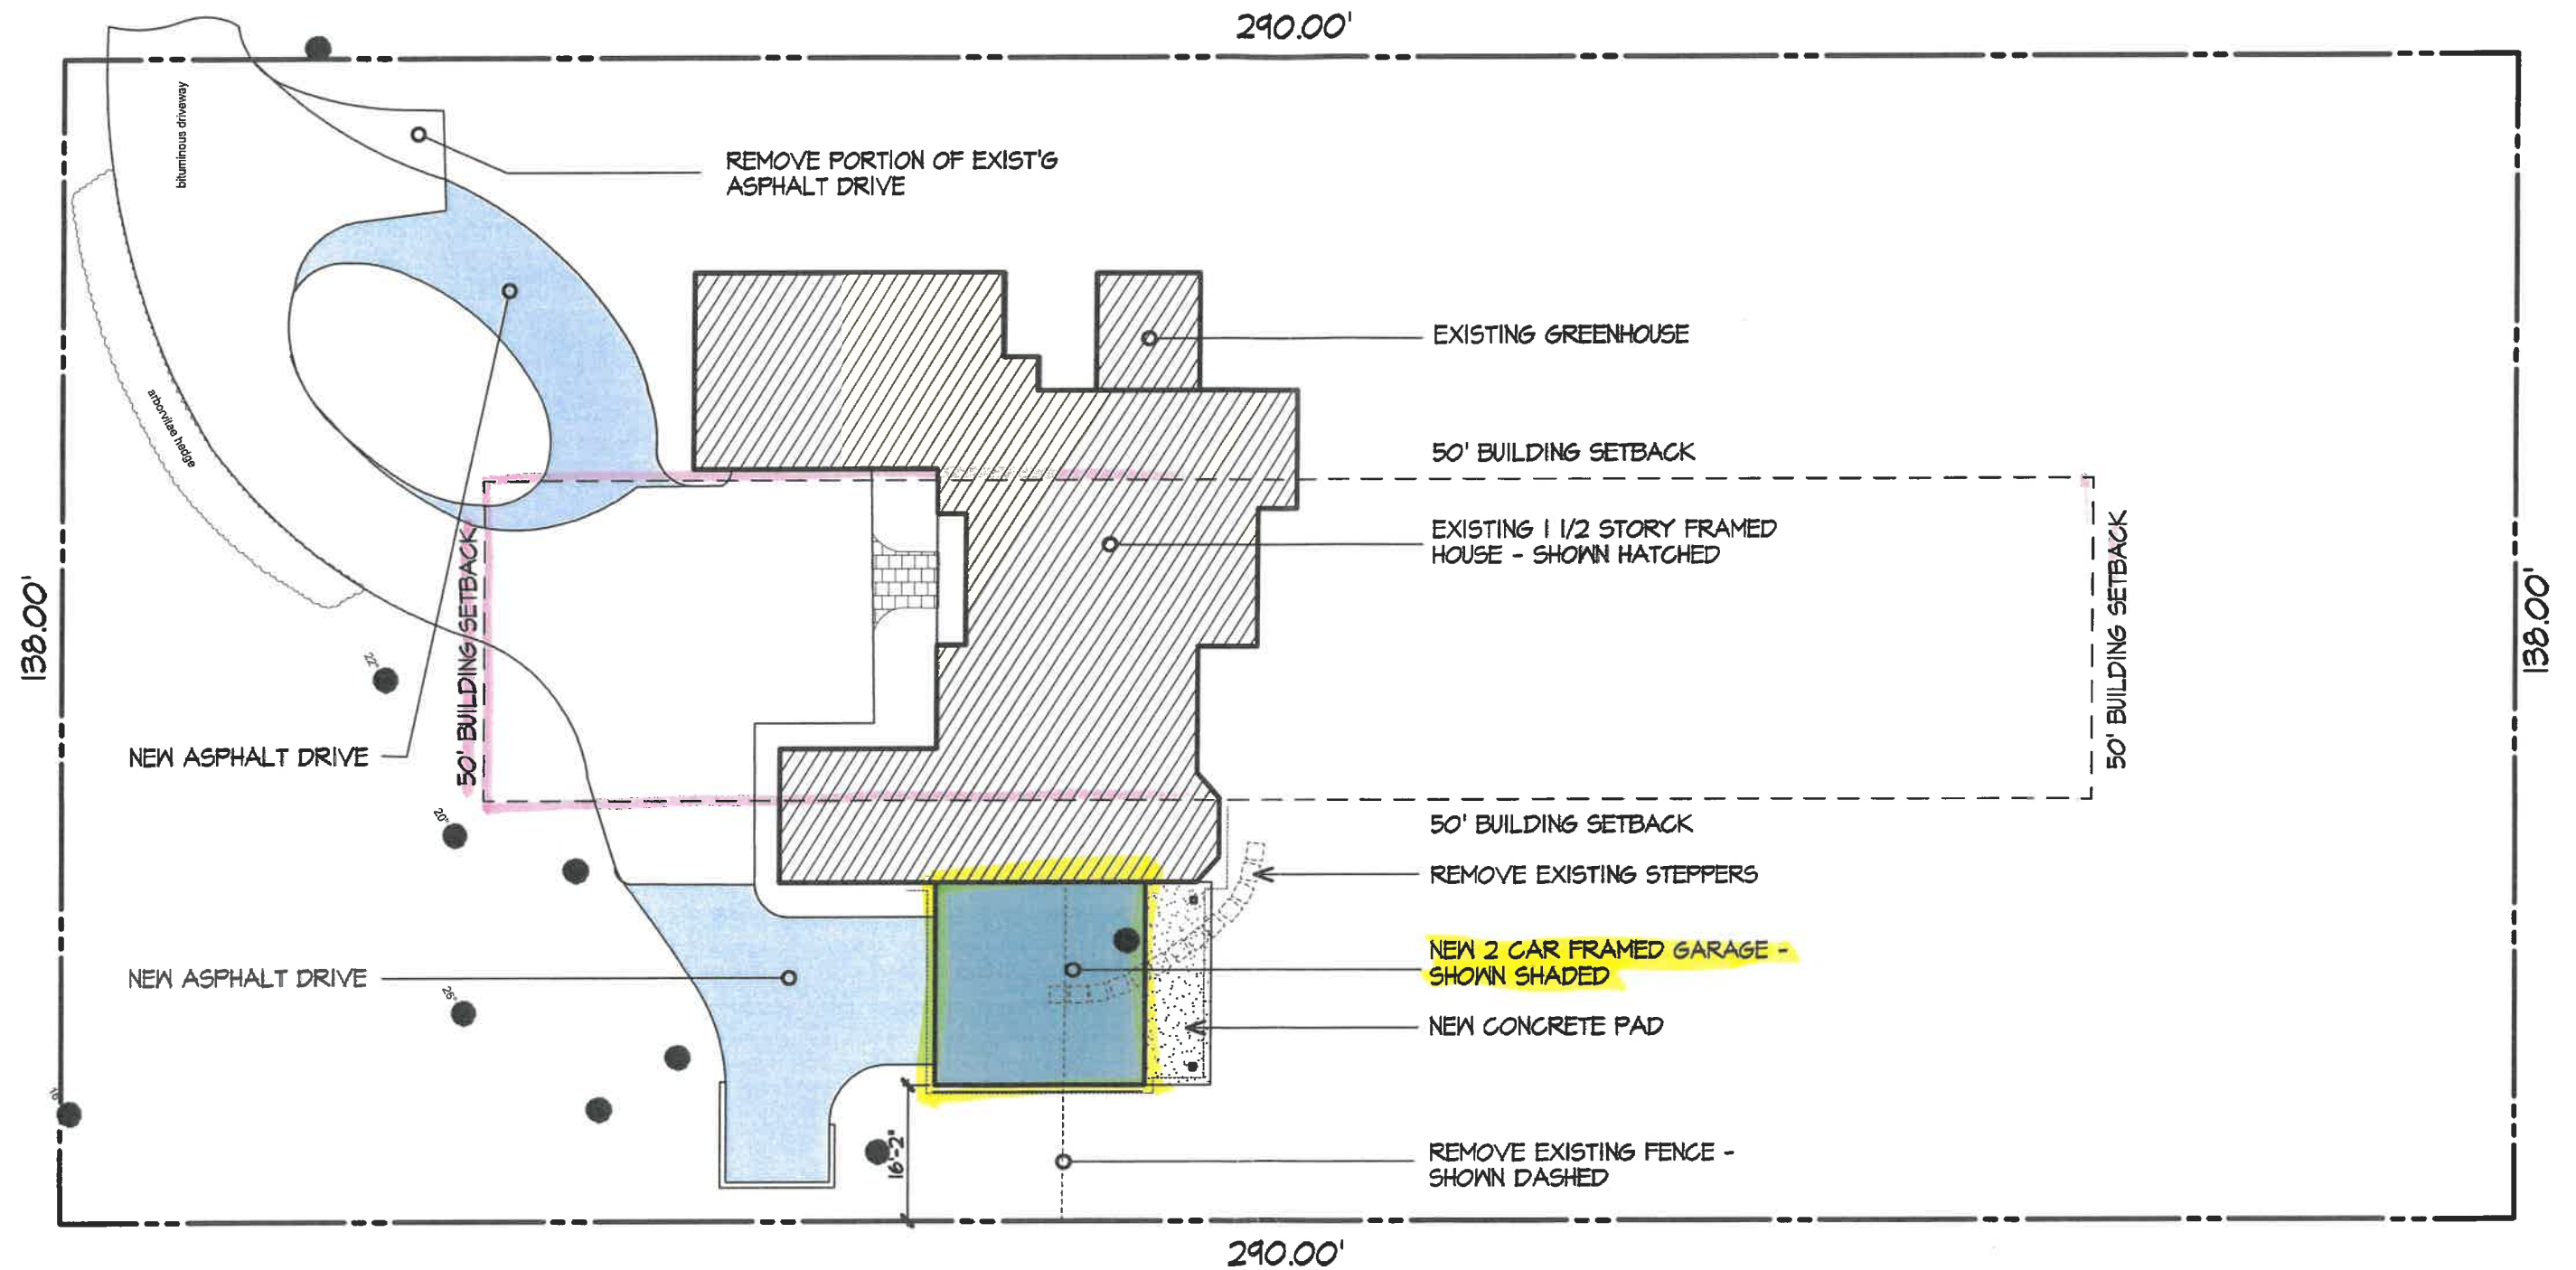 290.00'
bituminous driveway
REMOVE PORTION OF EXIST'G
ASPHALT DRIVE
EXISTING GREENHOUSE
arborvitae hedge
50' BUILDING SETBACK
EXISTING 1 1/2 STORY FRAMED
HOUSE - SHOWN HATCHED
50' BUILDING SETBACK
50' BUILDING SETBACK
138.00'
138.00'
22"
NEW ASPHALT DRIVE
20"
50' BUILDING SETBACK
REMOVE EXISTING STEPPERS
NEW 2 CAR FRAMED GARAGE -
SHOWN SHADED
NEW ASPHALT DRIVE
26"
NEW CONCRETE PAD
16'-2"
REMOVE EXISTING FENCE -
SHOWN DASHED
290.00'